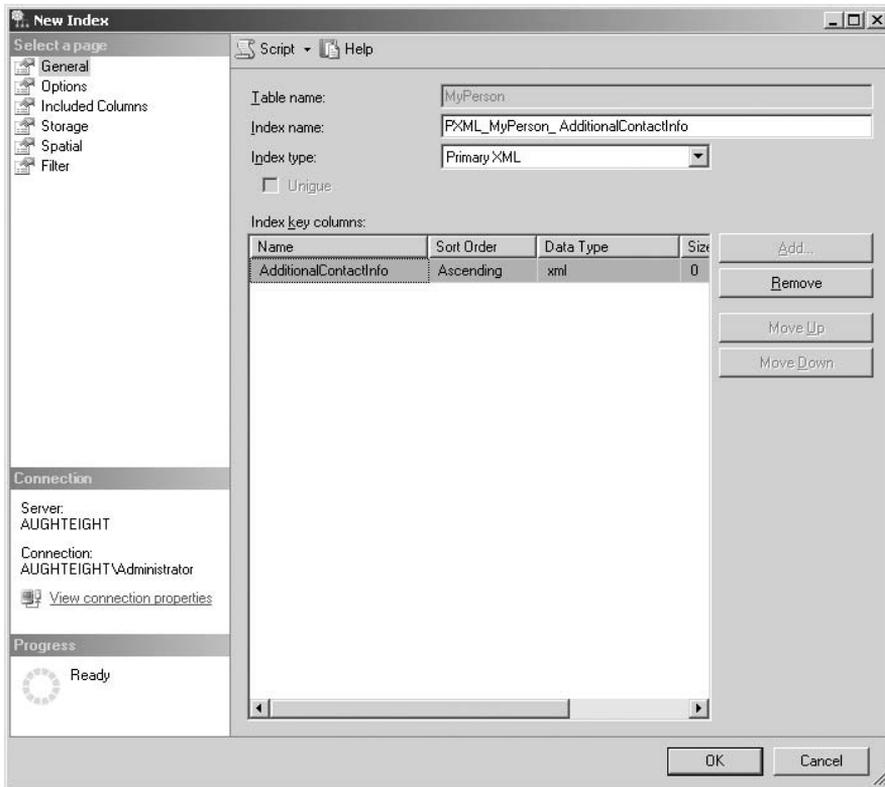 New Index
Select a page
General
Options
Included Columns
Storage
Spatial
Filter
Script
Help
Table name:
MyPerson
Index name:
PXML_MyPerson_ AdditionalContactInfo
Index type:
Primary XML
Unique
Index key columns:
Name Sort Order Data Type Size
AdditionalContactInfo Ascending xml 0
Add...
Remove
Move Up
Move Down
Connection
Server:
AUGHTEIGHT
Connection:
AUGHTEIGHT\Administrator
View connection properties
Progress
Ready
OK
Cancel